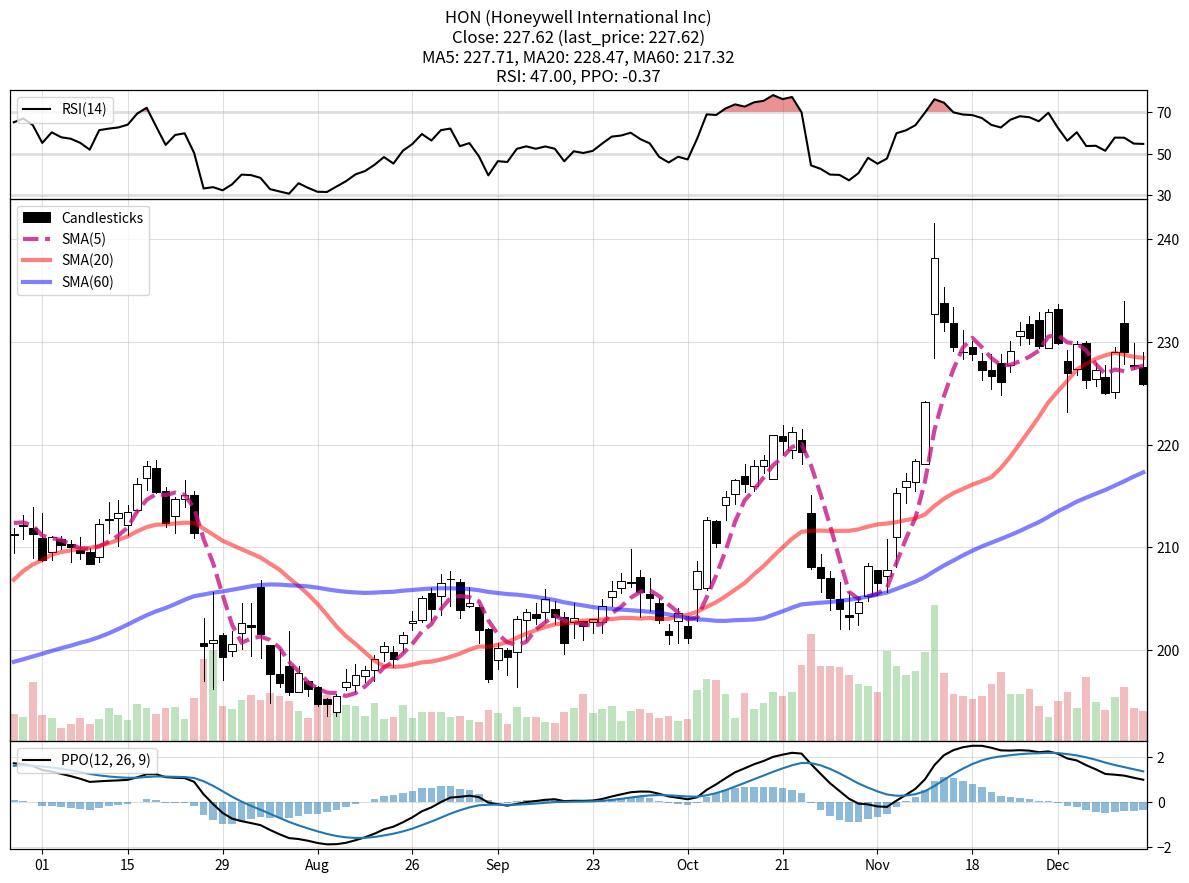 HON (Honeywell International Inc)
Close: 227.62 (last_price: 227.62)
MA5: 227.71, MA20: 228.47, MA60: 217.32
RSI: 47.00, PPO: -0.37
RSI(14)
70
50
30
Candlesticks
SMA(5)
SMA(20)
SMA(60)
240
230
220
210
200
PPO(12, 26, 9)
2
0
−2
01 15 29 Aug 26 Sep 23 Oct 21 Nov 18 Dec